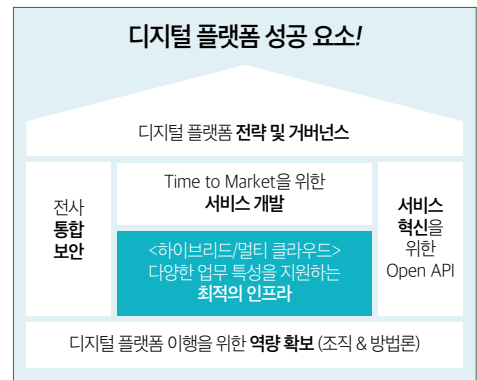 디지털 플랫폼 성공 요소!
디지털 플랫폼 전략 및 거버넌스
전사
통합
보안
Time to Market을 위한
서비스 개발
<하이브리드/멀티 클라우드>
다양한 업무 특성을 지원하는
최적의 인프라
서비스
혁신을
위한
Open API
디지털 플랫폼 이행을 위한 역량 확보 (조직 & 방법론)